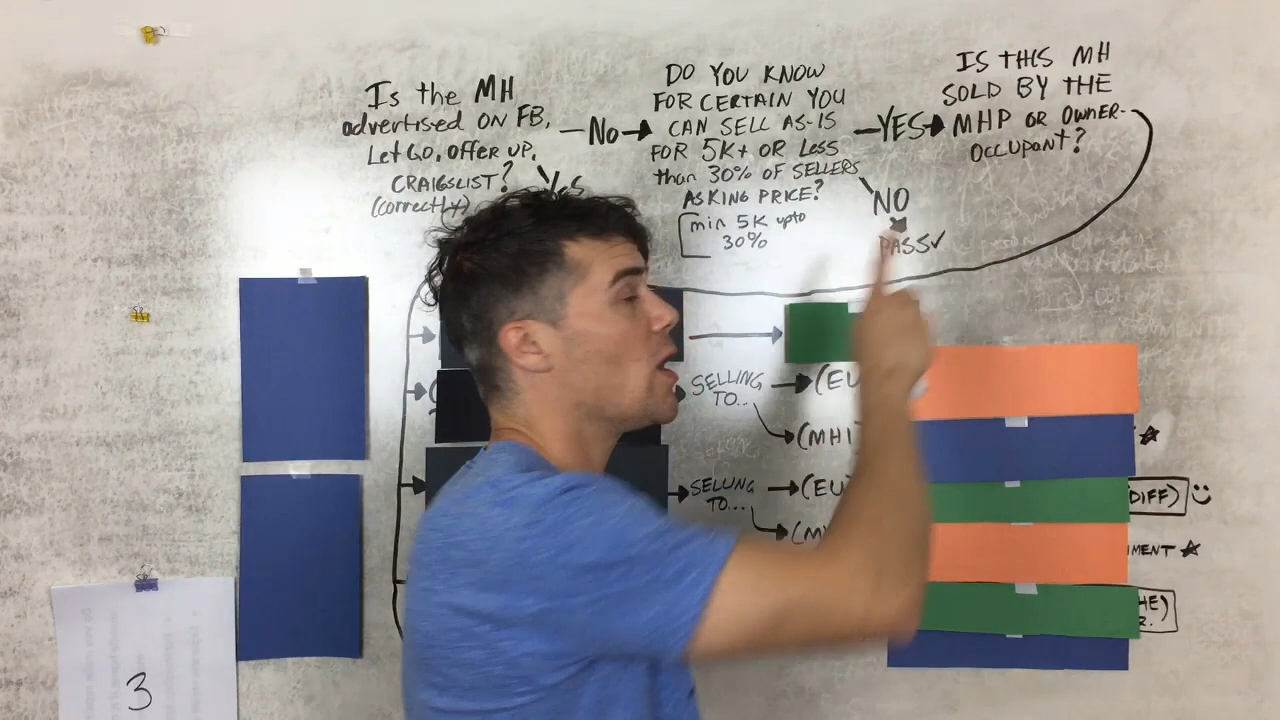 Is the MH
advertised ON FB,
Let Go, OFFER UP,
CRAIGSLIST?
(correctly)
Yes
No
DO YOU KNOW
FOR CERTAIN YOU
CAN SELL AS-IS
FOR 5K+ OR LESS
than 30% OF SELLERS
ASKING PRICE?
min 5K upto
30%
YES
NO
PASS✓
IS THIS MH
SOLD BY THE
MHP OR OWNER-
OCCUPANT?
SELLING
TO...
(EU
(MHI
SELLING
TO...
(EU
(M
DIFF)
MENT
HE)
3